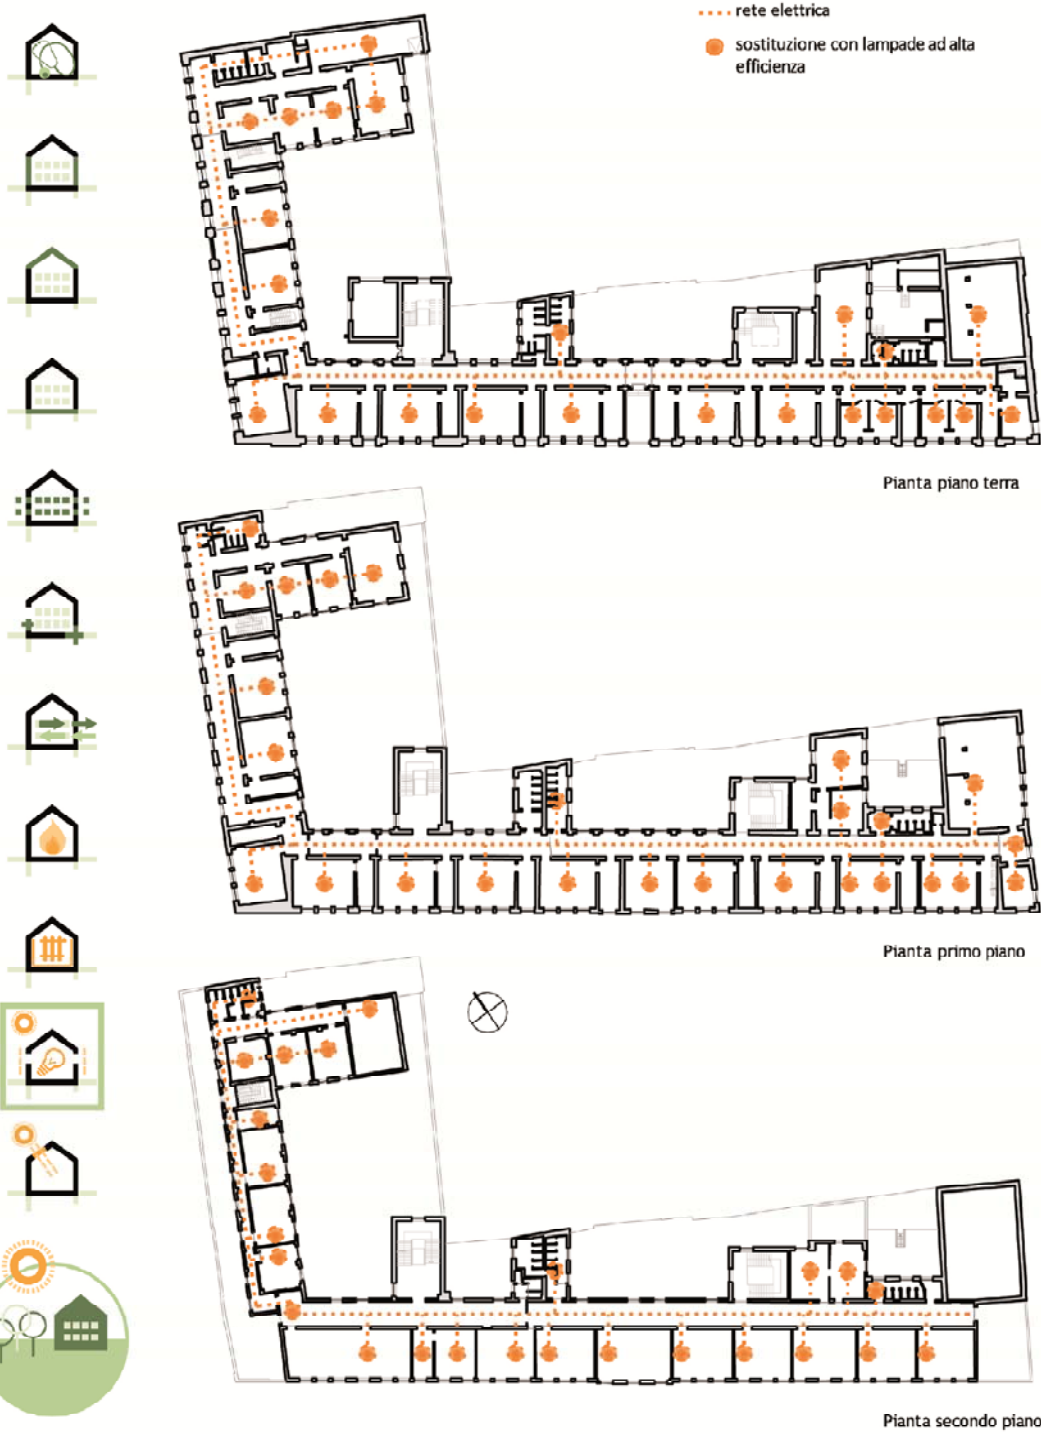 rete elettrica
sostituzione con lampade ad alta
efficienza
Pianta piano terra
Pianta primo piano
Pianta secondo piano